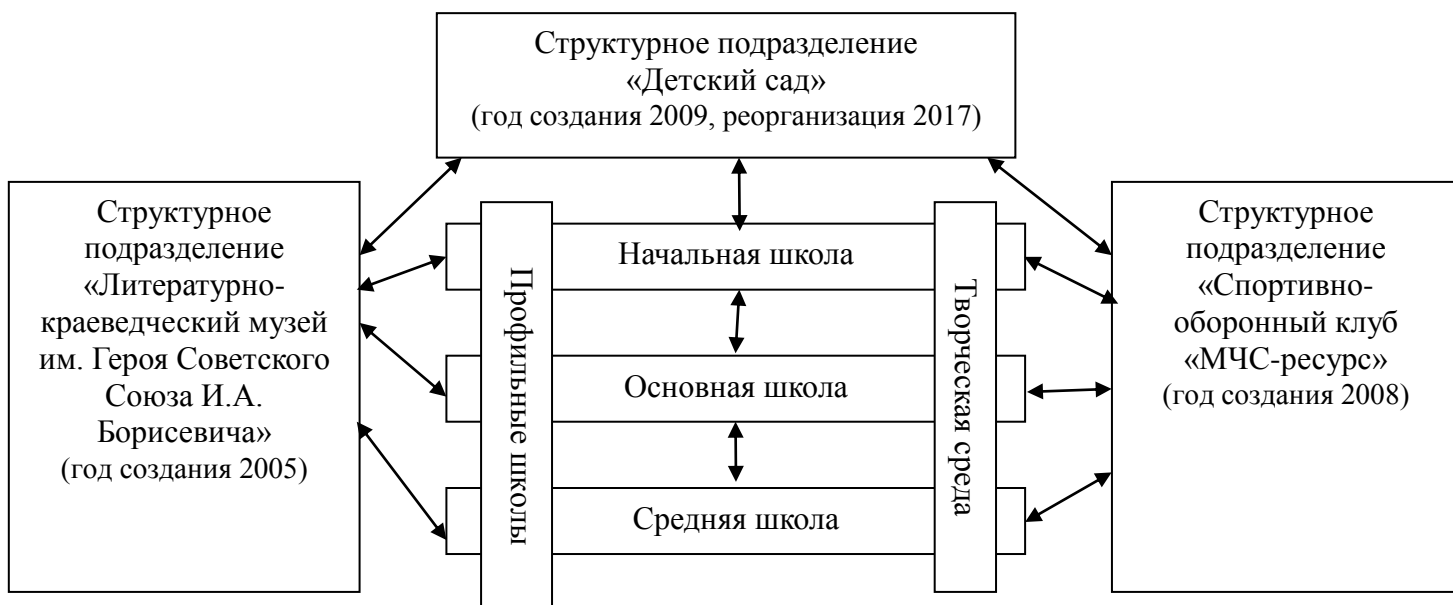 Структурное подразделение
«Детский сад»
(год создания 2009, реорганизация 2017)
Структурное
подразделение
«Литературно-
краеведческий музей
им. Героя Советского
Союза И.А.
Борисевича»
(год создания 2005)
Профильные школы
Начальная школа
Основная школа
Средняя школа
Творческая среда
Структурное
подразделение
«Спортивно-
оборонный клуб
«МЧС-ресурс»
(год создания 2008)